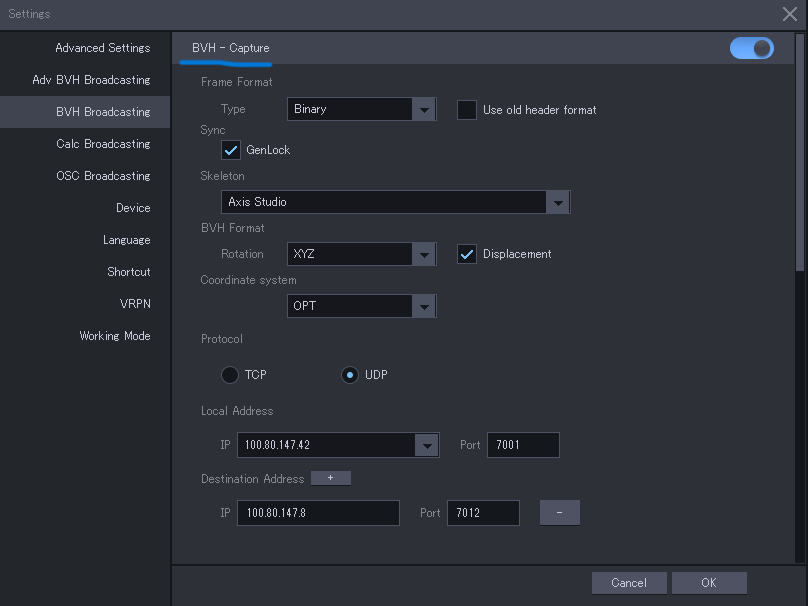 Settings
Advanced Settings
Adv BVH Broadcasting
BVH Broadcasting
Calc Broadcasting
OSC Broadcasting
Device
Language
Shortcut
VRPN
Working Mode
BVH - Capture
Frame Format
Type Binary Use old header format
Sync
GenLock
Skeleton
Axis Studio
BVH Format
Rotation XYZ Displacement
Coordinate system
OPT
Protocol
TCP UDP
Local Address
IP 100.80.147.42 Port 7001
Destination Address +
IP 100.80.147.8 Port 7012 -
Cancel OK